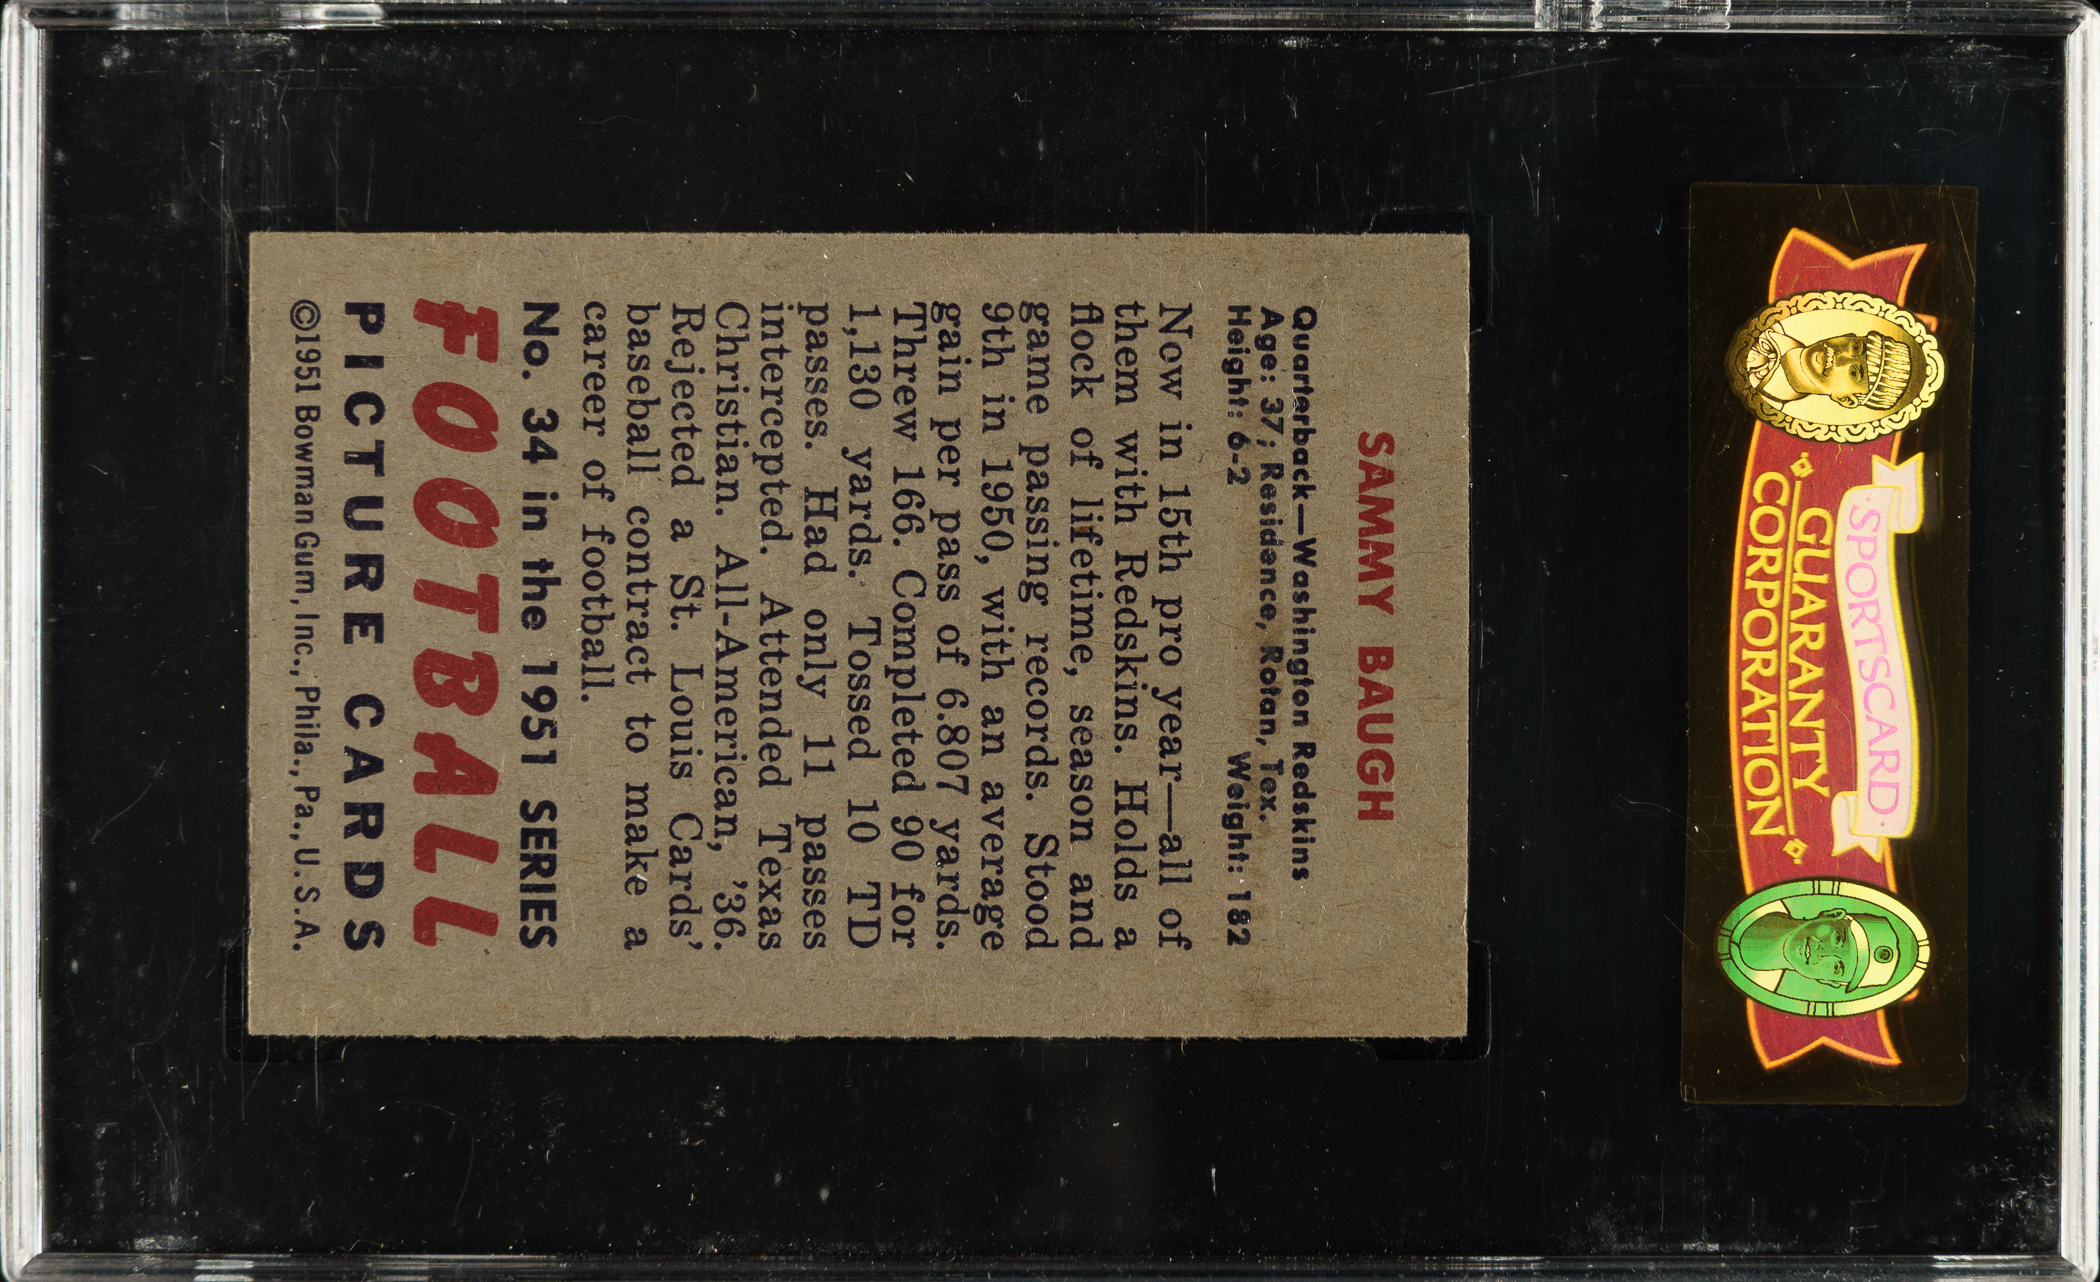 SPORTSCARD
GUARANTY
CORPORATION
SAMMY BAUGH
Quarterback—Washington Redskins
Age: 37; Residence, Rotan, Tex.
Height: 6-2 Weight: 182
Now in 15th pro year—all of
them with Redskins. Holds a
flock of lifetime, season and
game passing records. Stood
9th in 1950, with an average
gain per pass of 6.807 yards.
Threw 166. Completed 90 for
1,130 yards. Tossed 10 TD
passes. Had only 11 passes
intercepted. Attended Texas
Christian. All-American, '36.
Rejected a St. Louis Cards'
baseball contract to make a
career of football.
No. 34 in the 1951 SERIES
FOOTBALL
PICTURE CARDS
©1951 Bowman Gum, Inc., Phila., Pa., U.S.A.